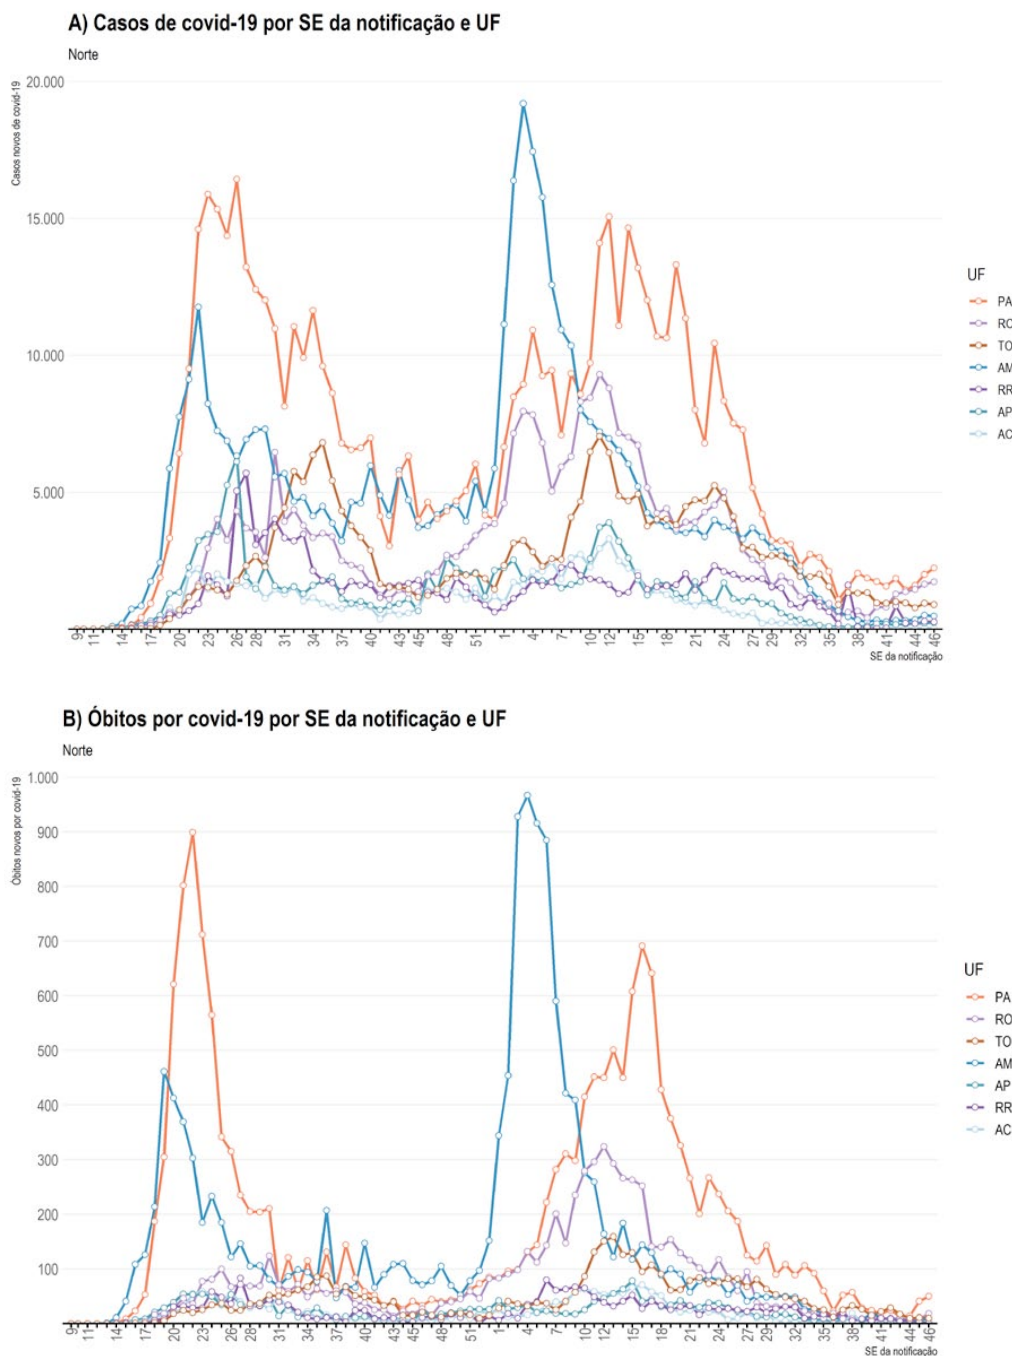 A) Casos de covid-19 por SE da notificação e UF
Norte
Casos novos de covid-19
20.000
15.000
10.000
5.000
9 11 14 17 20 23 26 28 31 34 37 40 43 45 48 51 1 4 7 10 12 15 18 21 24 27 29 32 35 38 41 44 46
SE da notificação
UF
PA
RO
TO
AM
RR
AP
AC
B) Óbitos por covid-19 por SE da notificação e UF
Norte
Óbitos novos por covid-19
1.000
900
800
700
600
500
400
300
200
100
9 11 14 17 20 23 26 28 31 34 37 40 43 45 48 51 1 4 7 10 12 15 18 21 24 27 29 32 35 38 41 44 46
SE da notificação
UF
PA
RO
TO
AM
AP
RR
AC